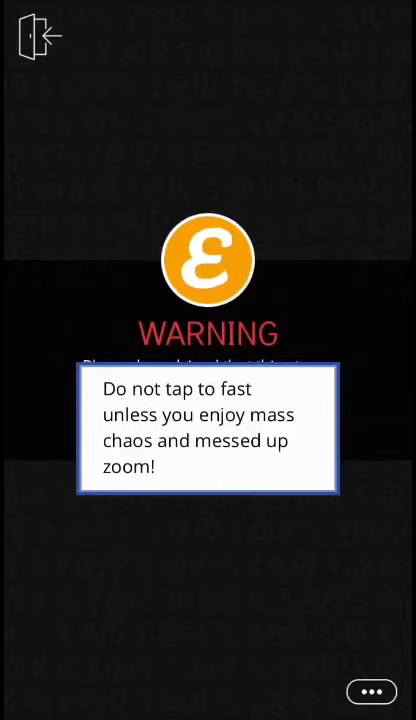 ε
WARNING
Do not tap to fast
unless you enjoy mass
chaos and messed up
zoom!